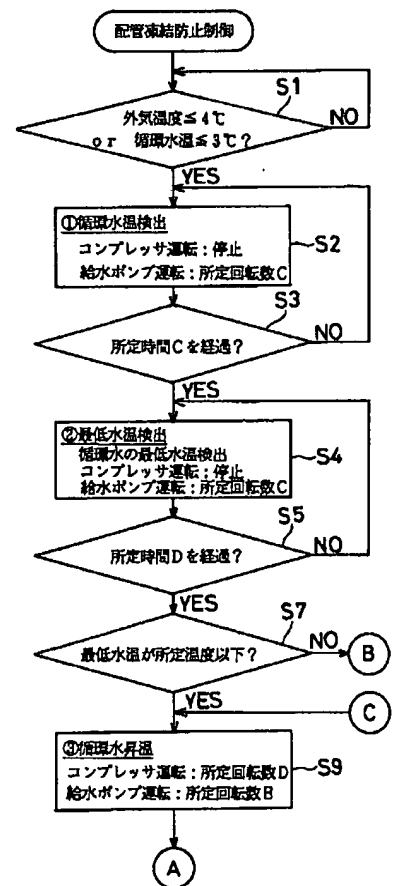 配管凍結防止制御
S1
外気温度≦4℃
or 循環水温≦3℃?
NO
YES
①循環水温検出
コンプレッサ運転:停止
給水ポンプ運転:所定回転数C
S2
S3
所定時間Cを経過?
NO
YES
②最低水温検出
循環水の最低水温検出
コンプレッサ運転:停止
給水ポンプ運転:所定回転数C
S4
S5
所定時間Dを経過?
NO
YES
S7
最低水温が所定温度以下?
NO
B
YES
C
③循環水昇温
コンプレッサ運転:所定回転数D
給水ポンプ運転:所定回転数B
S9
A